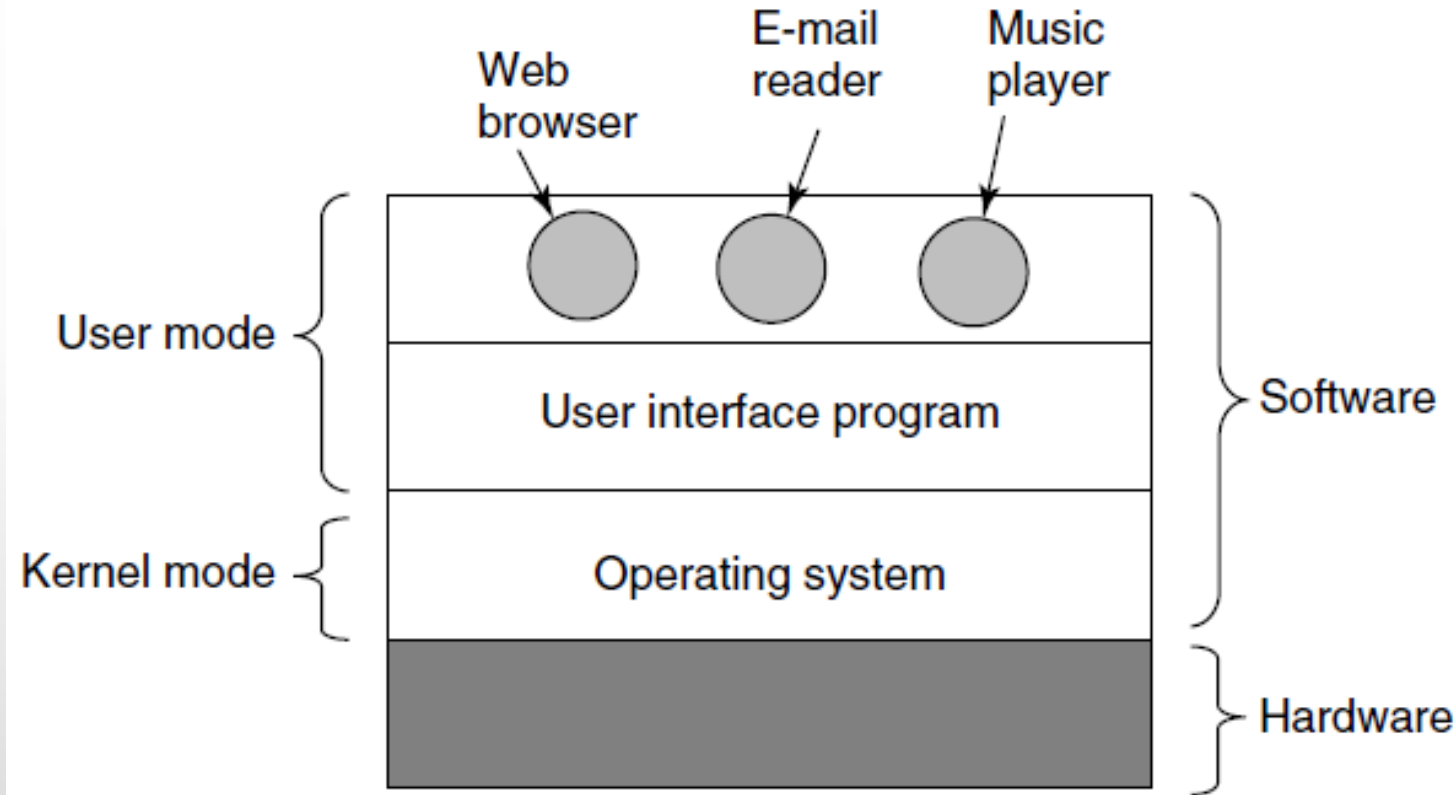 Web
browser
E-mail
reader
Music
player
User mode
User interface program
Software
Kernel mode
Operating system
Hardware